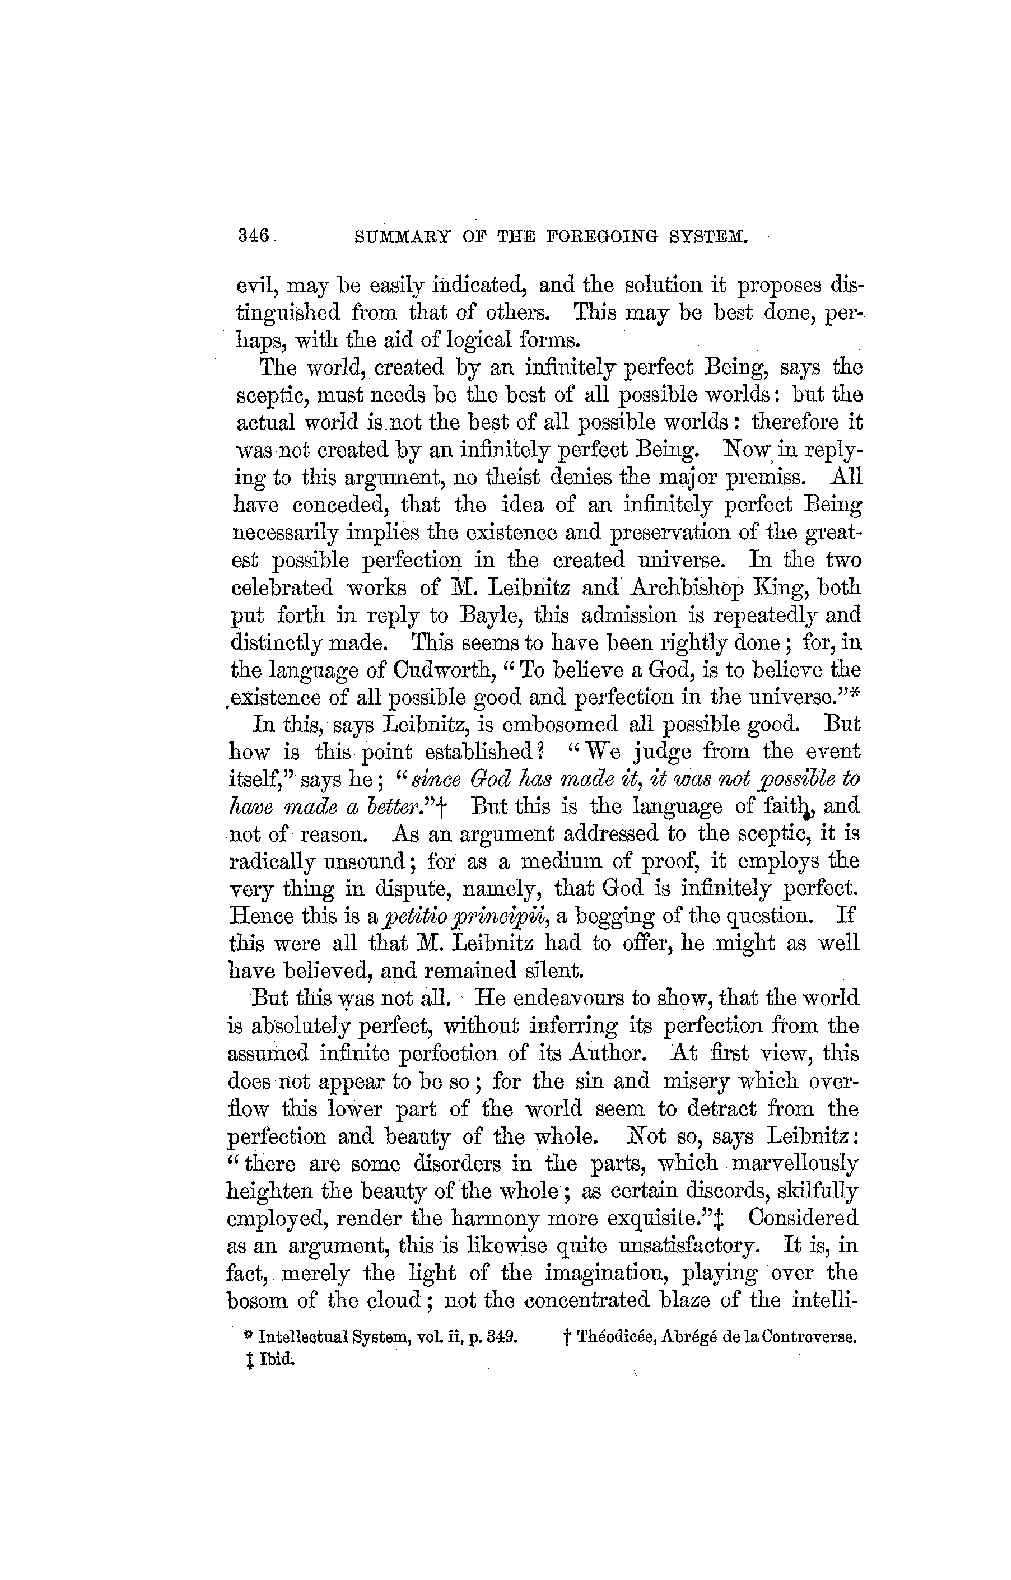 346. SUMMARY OF THE FOREGOING SYSTEM.
evil, may be easily indicated, and the solution it proposes dis-
tinguished from that of others. This may be best done, per-
haps, with the aid of logical forms.
The world, created by an infinitely perfect Being, says the
sceptic, must needs be the best of all possible worlds: but the
actual world is not the best of all possible worlds: therefore it
was not created by an infinitely perfect Being. Now in reply-
ing to this argument, no theist denies the major premiss. All
have conceded, that the idea of an infinitely perfect Being
necessarily implies the existence and preservation of the great-
est possible perfection in the created universe. In the two
celebrated works of M. Leibnitz and Archbishop King, both
put forth in reply to Bayle, this admission is repeatedly and
distinctly made. This seems to have been rightly done; for, in
the language of Cudworth, "To believe a God, is to believe the
existence of all possible good and perfection in the universe."*
In this, says Leibnitz, is embosomed all possible good. But
how is this point established? "We judge from the event
itself," says he; "since God has made it, it was not possible to
have made a better."† But this is the language of faith, and
not of reason. As an argument addressed to the sceptic, it is
radically unsound; for as a medium of proof, it employs the
very thing in dispute, namely, that God is infinitely perfect.
Hence this is a petitio principii, a begging of the question. If
this were all that M. Leibnitz had to offer, he might as well
have believed, and remained silent.
But this was not all. He endeavours to show, that the world
is absolutely perfect, without inferring its perfection from the
assumed infinite perfection of its Author. At first view, this
does not appear to be so; for the sin and misery which over-
flow this lower part of the world seem to detract from the
perfection and beauty of the whole. Not so, says Leibnitz:
"there are some disorders in the parts, which marvellously
heighten the beauty of the whole; as certain discords, skilfully
employed, render the harmony more exquisite."‡ Considered
as an argument, this is likewise quite unsatisfactory. It is, in
fact, merely the light of the imagination, playing over the
bosom of the cloud; not the concentrated blaze of the intelli-
* Intellectual System, vol. ii, p. 349. † Théodicée, Abrégé de la Controverse.
‡ Ibid.